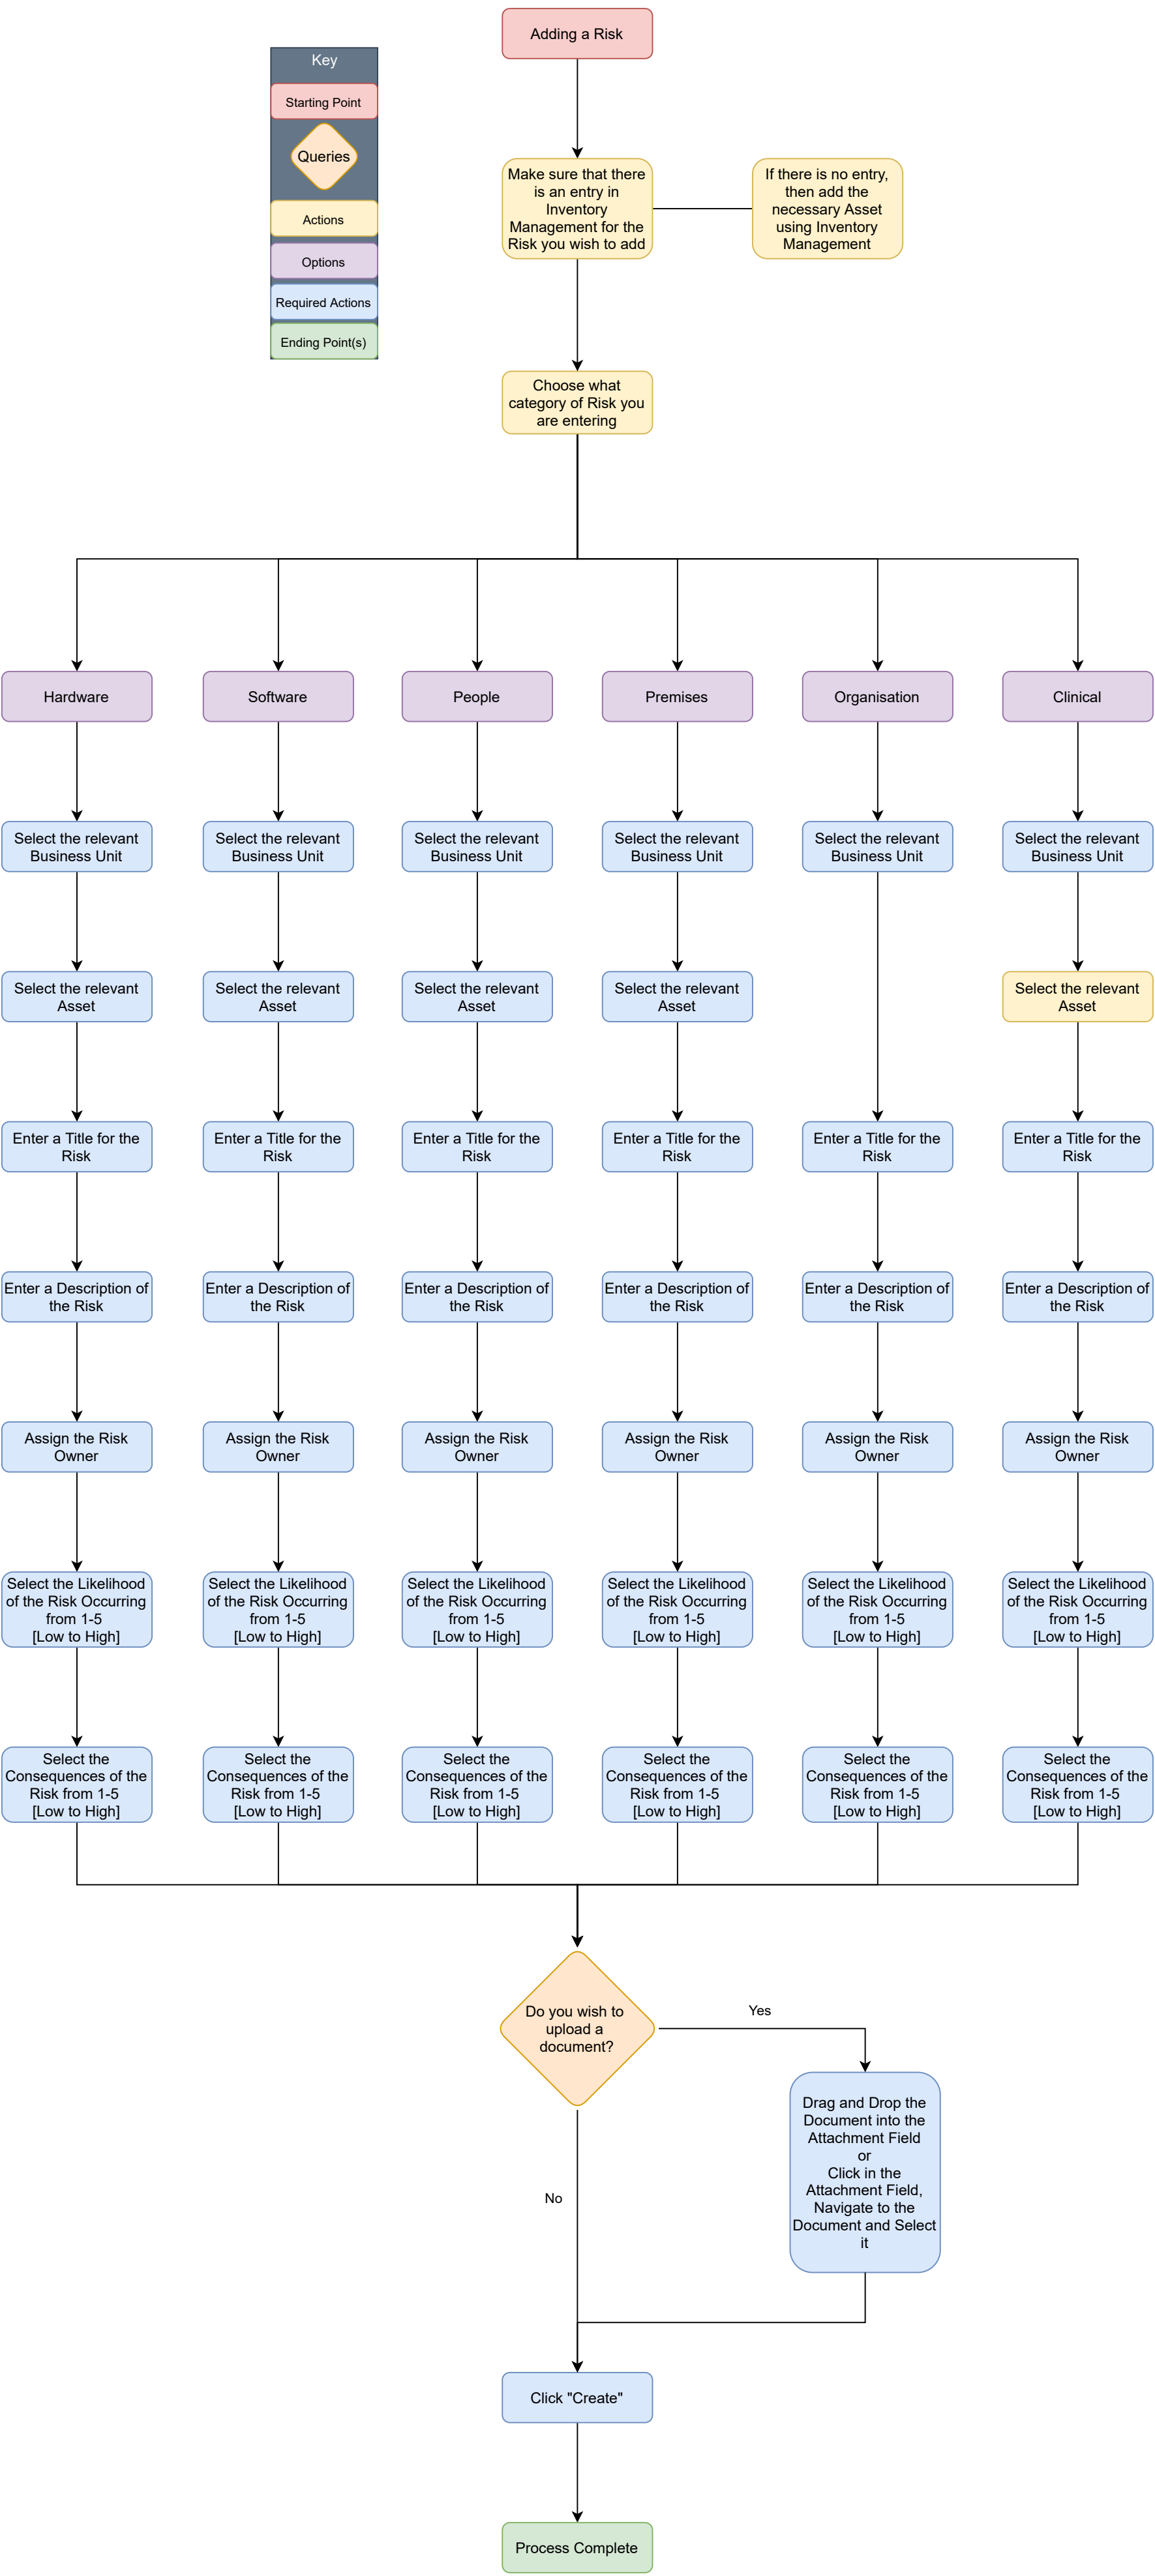 Adding a Risk
Key
Starting Point
Queries
Actions
Options
Required Actions
Ending Point(s)
Make sure that there
is an entry in
Inventory
Management for the
Risk you wish to add
If there is no entry,
then add the
necessary Asset
using Inventory
Management
Choose what
category of Risk you
are entering
Hardware
Software
People
Premises
Organisation
Clinical
Select the relevant
Business Unit
Select the relevant
Business Unit
Select the relevant
Business Unit
Select the relevant
Business Unit
Select the relevant
Business Unit
Select the relevant
Business Unit
Select the relevant
Asset
Select the relevant
Asset
Select the relevant
Asset
Select the relevant
Asset
Select the relevant
Asset
Enter a Title for the
Risk
Enter a Title for the
Risk
Enter a Title for the
Risk
Enter a Title for the
Risk
Enter a Title for the
Risk
Enter a Title for the
Risk
Enter a Description of
the Risk
Enter a Description of
the Risk
Enter a Description of
the Risk
Enter a Description of
the Risk
Enter a Description of
the Risk
Enter a Description of
the Risk
Assign the Risk
Owner
Assign the Risk
Owner
Assign the Risk
Owner
Assign the Risk
Owner
Assign the Risk
Owner
Assign the Risk
Owner
Select the Likelihood
of the Risk Occurring
from 1-5
[Low to High]
Select the Likelihood
of the Risk Occurring
from 1-5
[Low to High]
Select the Likelihood
of the Risk Occurring
from 1-5
[Low to High]
Select the Likelihood
of the Risk Occurring
from 1-5
[Low to High]
Select the Likelihood
of the Risk Occurring
from 1-5
[Low to High]
Select the Likelihood
of the Risk Occurring
from 1-5
[Low to High]
Select the
Consequences of the
Risk from 1-5
[Low to High]
Select the
Consequences of the
Risk from 1-5
[Low to High]
Select the
Consequences of the
Risk from 1-5
[Low to High]
Select the
Consequences of the
Risk from 1-5
[Low to High]
Select the
Consequences of the
Risk from 1-5
[Low to High]
Select the
Consequences of the
Risk from 1-5
[Low to High]
Do you wish to
upload a
document?
Yes
Drag and Drop the
Document into the
Attachment Field
or
Click in the
Attachment Field,
Navigate to the
Document and Select
it
No
Click "Create"
Process Complete